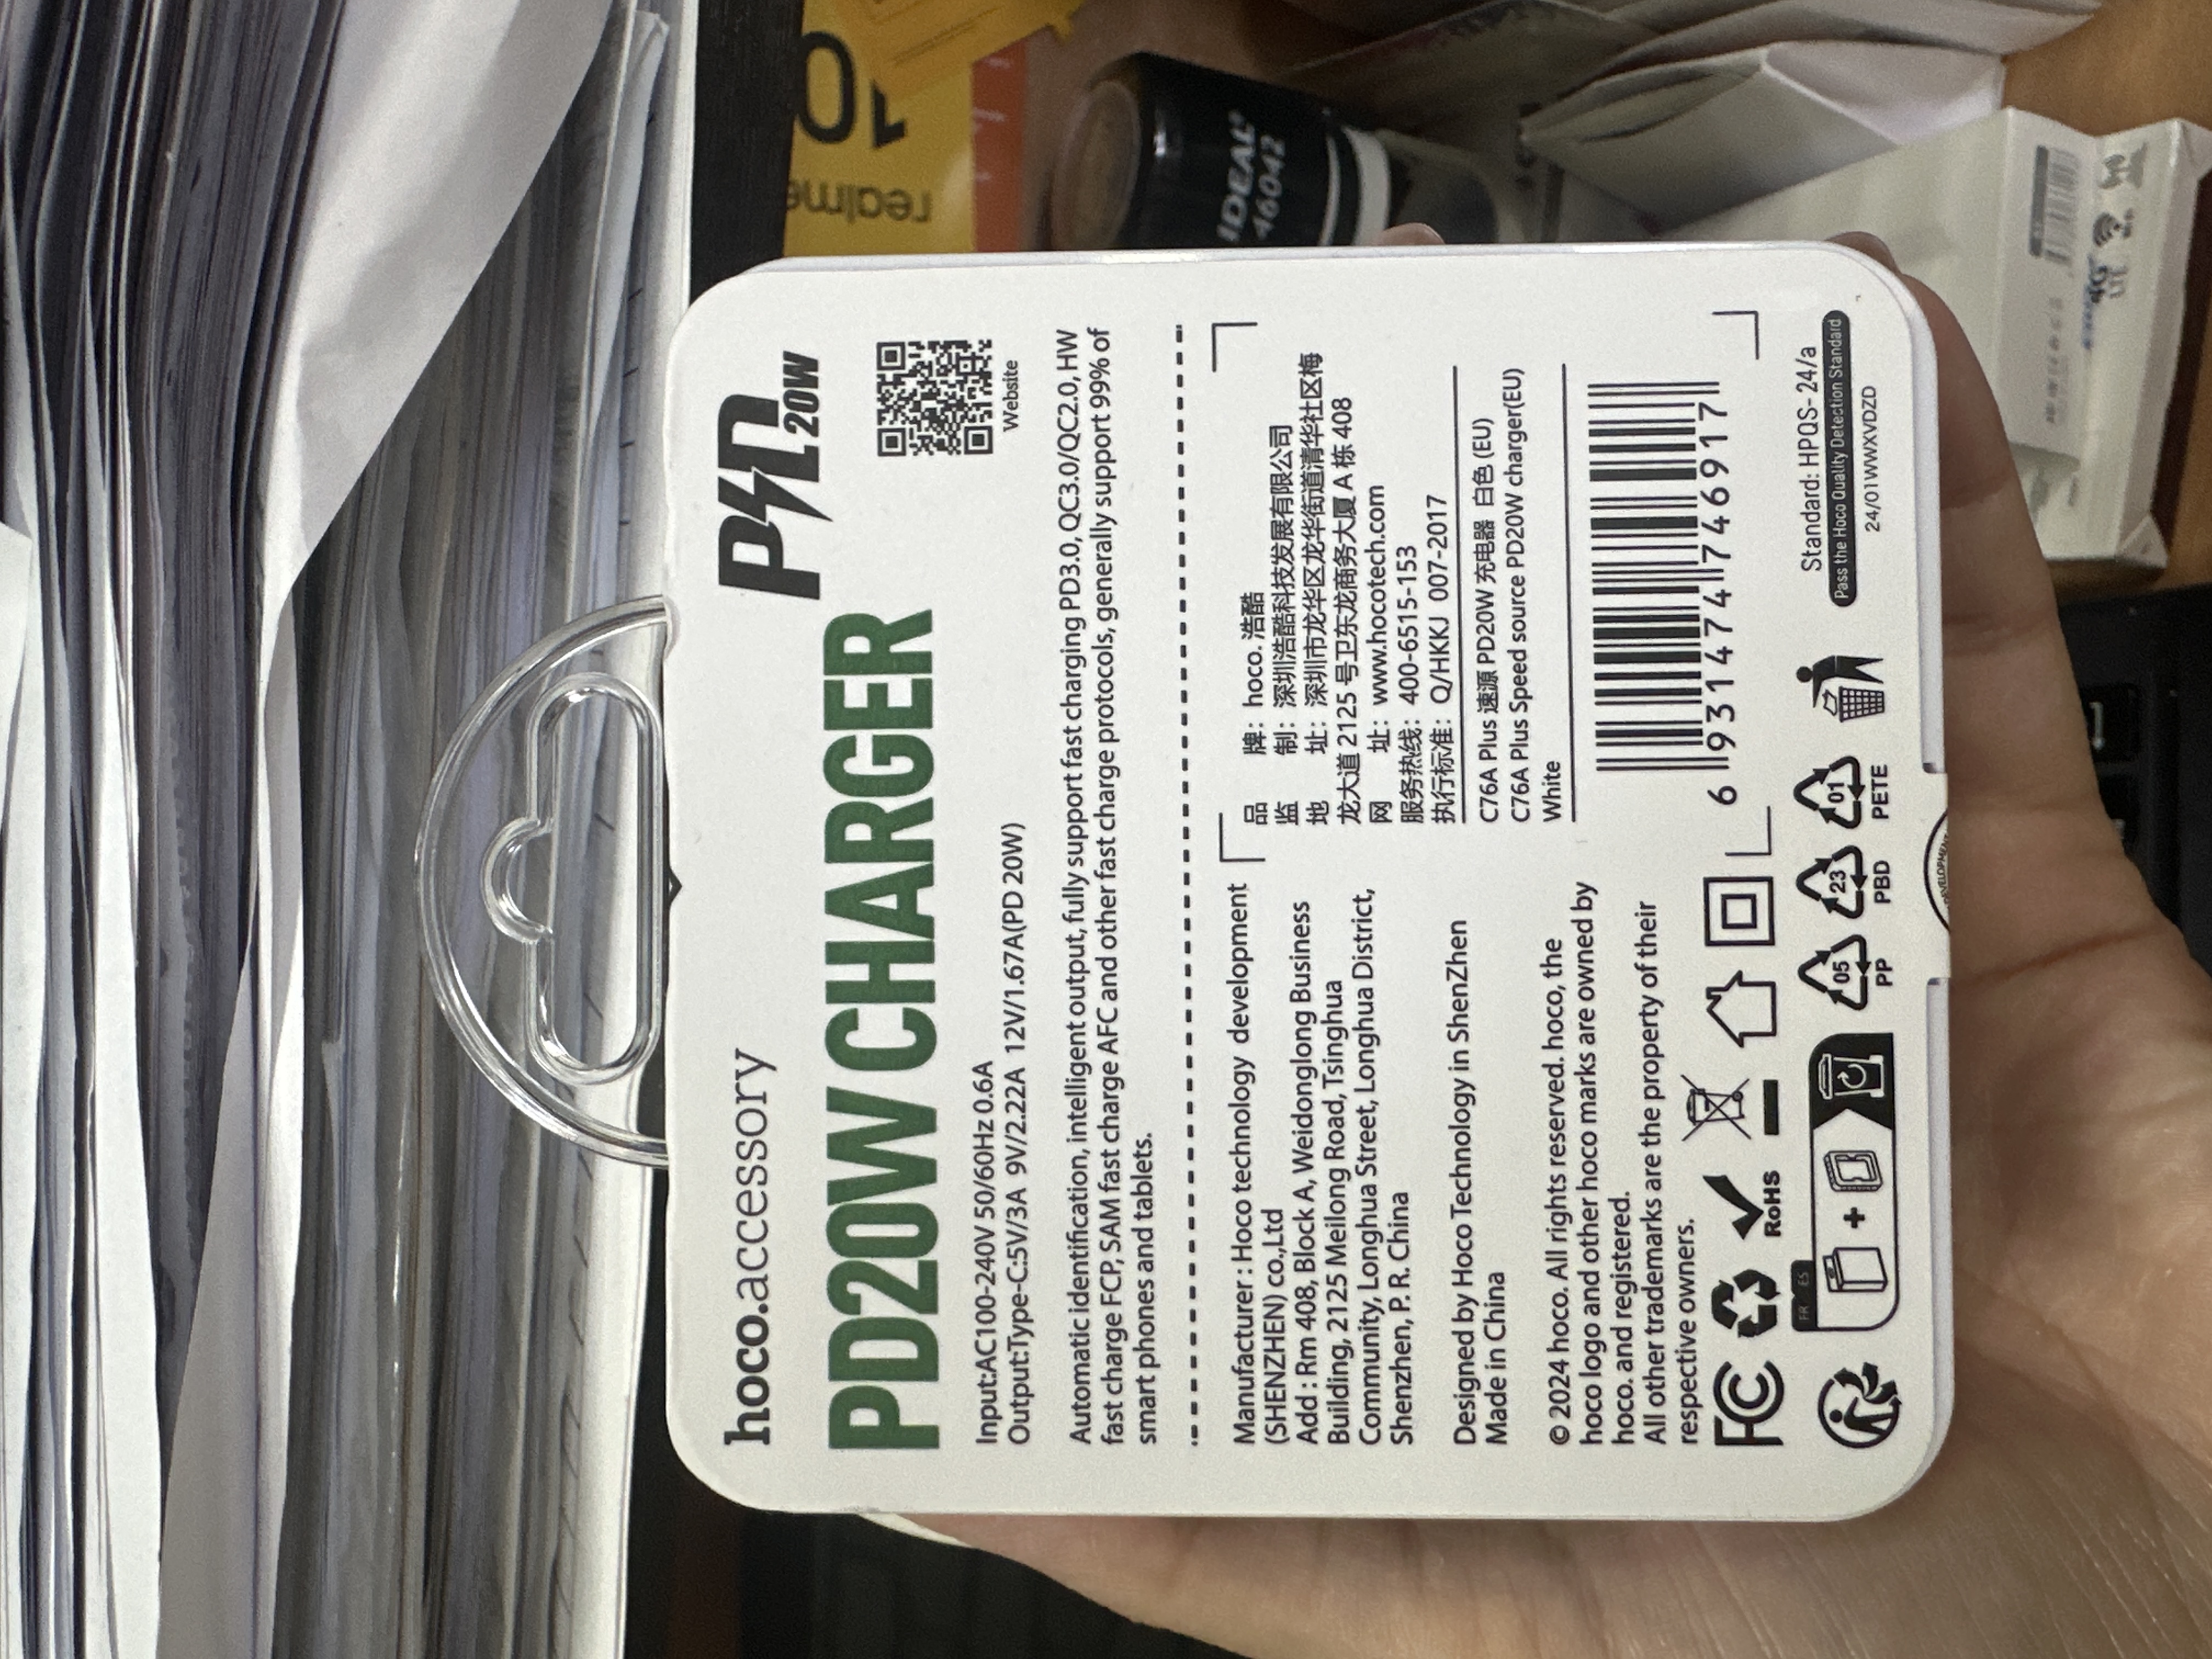 hoco.accessory
PD
20W
PD20W CHARGER
Input:AC100-240V 50/60Hz 0.6A
Output:Type-C:5V/3A 9V/2.22A 12V/1.67A(PD 20W)
Website
Automatic identification, intelligent output, fully support fast charging PD3.0, QC3.0/QC2.0, HW
fast charge FCP, SAM fast charge AFC and other fast charge protocols, generally support 99% of
smart phones and tablets.
Manufacturer : Hoco technology development
(SHENZHEN) co.,Ltd
Add : Rm 408, Block A, Weidonglong Business
Building, 2125 Meilong Road, Tsinghua
Community, Longhua Street, Longhua District,
Shenzhen, P. R. China
Designed by Hoco Technology in ShenZhen
Made in China
© 2024 hoco. All rights reserved. hoco, the
hoco logo and other hoco marks are owned by
hoco. and registered.
All other trademarks are the property of their
respective owners.
品 牌：hoco. 浩酷
监 制：深圳浩酷科技发展有限公司
地 址：深圳市龙华区龙华街道清华社区梅
龙大道 2125 号卫东龙商务大厦 A 栋 408
网 址：www.hocotech.com
服务热线：400-6515-153
执行标准：Q/HKKJ 007-2017
C76A Plus 速源 PD20W 充电器 白色 (EU)
C76A Plus Speed source PD20W charger(EU)
White
6 931474 746917
FC
RoHS
FR ES
05
PP
23
PBD
01
PETE
Standard : HPQS- 24/a
Pass the Hoco Quality Detection Standard
24/01WWXVDZD
realme
10
IDEAL
46042
4G
LTE